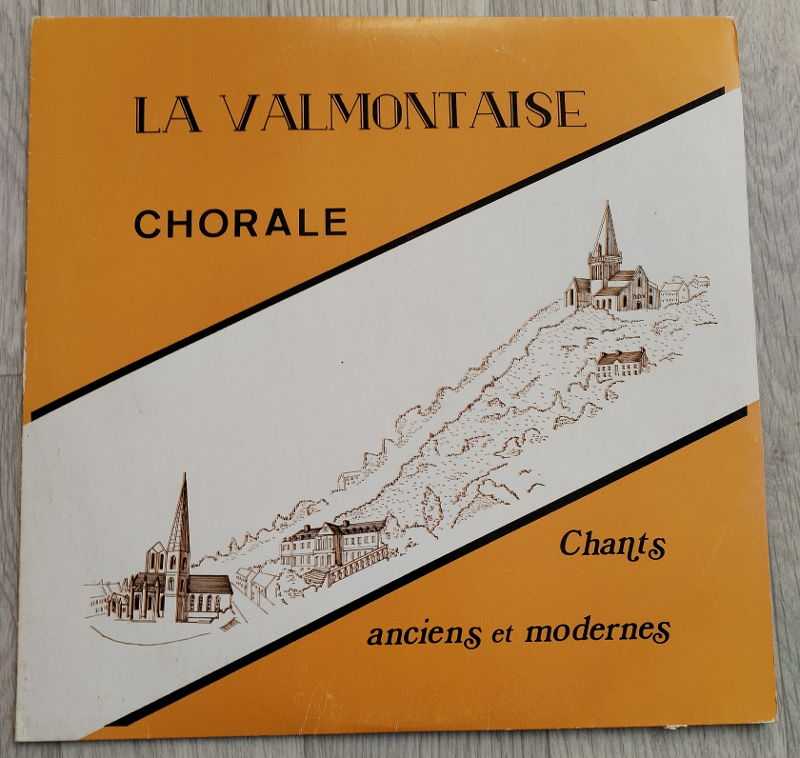 LA VALMONTAISE
CHORALE
Chants
anciens et modernes